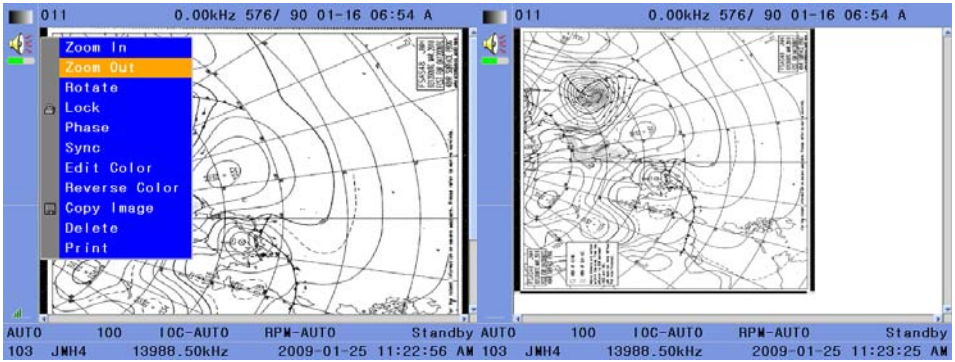 011 0.00kHz 576/ 90 01-16 06:54 A
Zoom In
Zoom Out
Rotate
Lock
Phase
Sync
Edit Color
Reverse Color
Copy Image
Delete
Print
FSAS48 JMH
AUTO 100 IOC-AUTO RPM-AUTO Standby
103 JMH4 13988.50kHz 2009-01-25 11:22:56 AM
011 0.00kHz 576/ 90 01-16 06:54 A
AUTO 100 IOC-AUTO RPM-AUTO Standby
103 JMH4 13988.50kHz 2009-01-25 11:23:25 AM